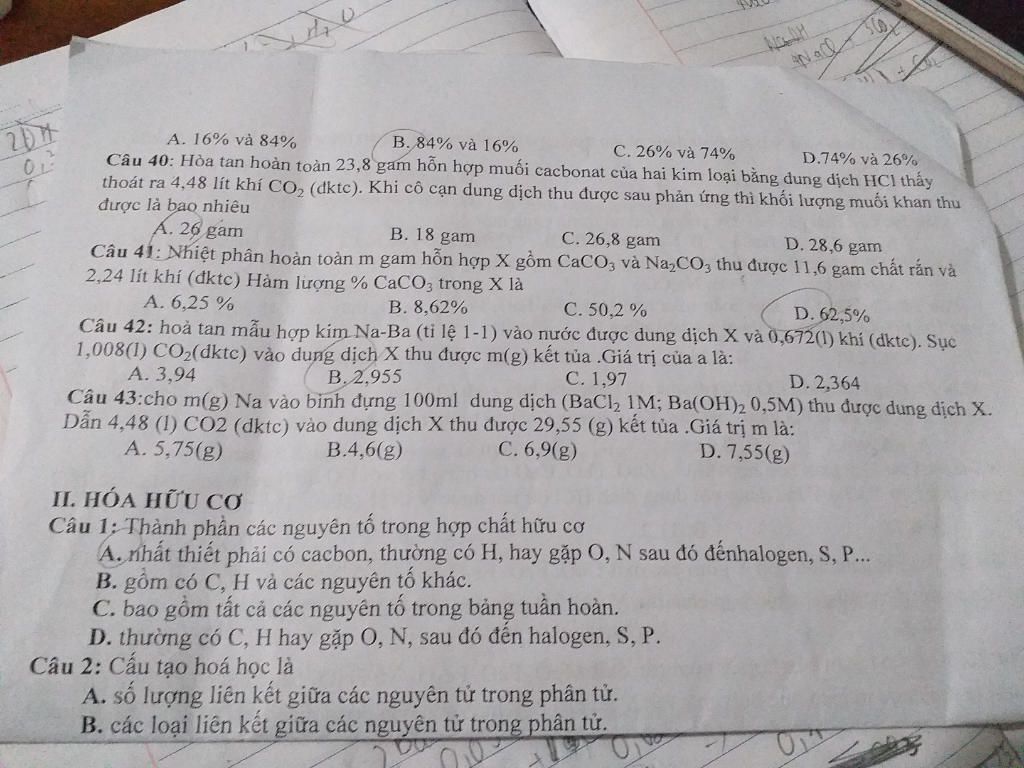 A. 16% và 84% B. 84% và 16% C. 26% và 74% D.74% và 26%
Câu 40: Hòa tan hoàn toàn 23,8 gam hỗn hợp muối cacbonat của hai kim loại bằng dung dịch HCl thấy
thoát ra 4,48 lít khí CO₂ (đktc). Khi cô cạn dung dịch thu được sau phản ứng thì khối lượng muối khan thu
được là bao nhiêu
A. 26 gam B. 18 gam C. 26,8 gam D. 28,6 gam
Câu 41: Nhiệt phân hoàn toàn m gam hỗn hợp X gồm CaCO₃ và Na₂CO₃ thu được 11,6 gam chất rắn và
2,24 lít khí (đktc) Hàm lượng % CaCO₃ trong X là
A. 6,25 % B. 8,62% C. 50,2 % D. 62,5%
Câu 42: hoà tan mẫu hợp kim Na-Ba (tỉ lệ 1-1) vào nước được dung dịch X và 0,672(l) khí (đktc). Sục
1,008(l) CO₂(đktc) vào dung dịch X thu được m(g) kết tủa .Giá trị của a là:
A. 3,94 B. 2,955 C. 1,97 D. 2,364
Câu 43:cho m(g) Na vào bình đựng 100ml dung dịch (BaCl₂ 1M; Ba(OH)₂ 0,5M) thu được dung dịch X.
Dẫn 4,48 (l) CO2 (đktc) vào dung dịch X thu được 29,55 (g) kết tủa .Giá trị m là:
A. 5,75(g) B.4,6(g) C. 6,9(g) D. 7,55(g)
II. HÓA HỮU CƠ
Câu 1: Thành phần các nguyên tố trong hợp chất hữu cơ
A. nhất thiết phải có cacbon, thường có H, hay gặp O, N sau đó đếnhalogen, S, P...
B. gồm có C, H và các nguyên tố khác.
C. bao gồm tất cả các nguyên tố trong bảng tuần hoàn.
D. thường có C, H hay gặp O, N, sau đó đến halogen, S, P.
Câu 2: Cấu tạo hoá học là
A. số lượng liên kết giữa các nguyên tử trong phân tử.
B. các loại liên kết giữa các nguyên tử trong phân tử.